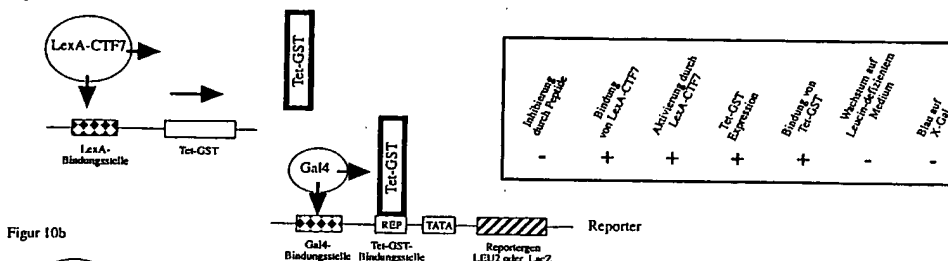 LexA-CTF7
Tet-GST
LexA-
Bindungsstelle
Tet-GST
Inhibierung
durch Peptide
Bindung
von LexA-CTF7
Aktivierung durch
LexA-CTF7
Tet-GST
Expression
Bindung von
Tet-GST
Wachstum auf
Leucin-defizientem
Medium
Blau auf
X-Gal
- + + + + - -
Gal4
Tet-GST
REP
TATA
Reporter
Gal4-
Bindungsstelle
Tet-GST-
Bindungsstelle
Reportergen
LEU2 oder LacZ
Figur 10b